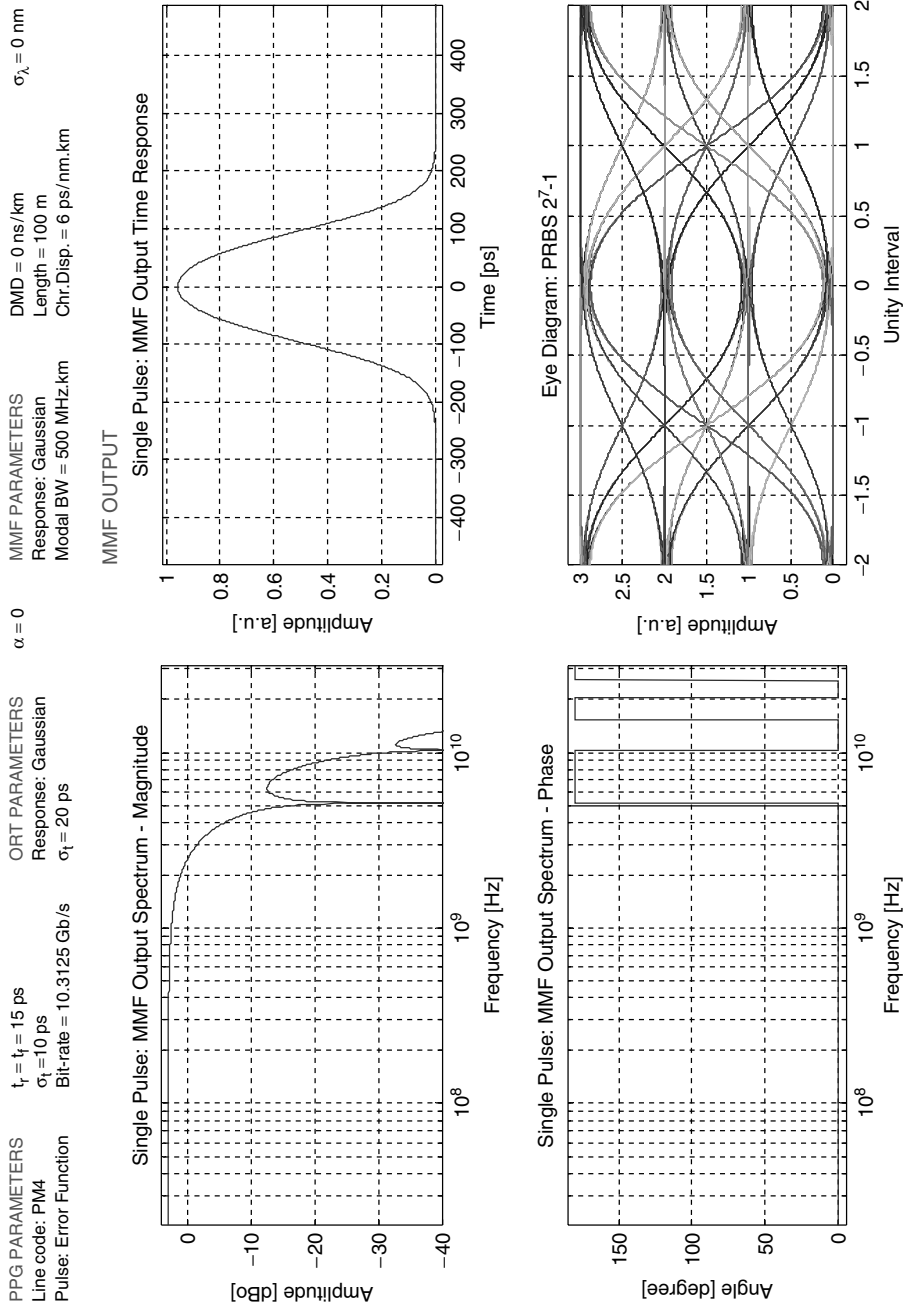 PPG PARAMETERS
Line code: PM4
Pulse: Error Function
t_r = t_f = 15 ps
σ_t = 10 ps
Bit-rate = 10.3125 Gb/s
ORT PARAMETERS
Response: Gaussian
σ_t = 20 ps
α = 0
MMF PARAMETERS
Response: Gaussian
Modal BW = 500 MHz.km
DMD = 0 ns/km
Length = 100 m
Chr.Disp. = 6 ps/nm.km
σ_λ = 0 nm
MMF OUTPUT
Single Pulse: MMF Output Spectrum - Magnitude
Amplitude [dBo]
0
−10
−20
−30
−40
10^8
10^9
10^10
Frequency [Hz]
Single Pulse: MMF Output Time Response
Amplitude [a.u.]
1
0.8
0.6
0.4
0.2
0
−400
−300
−200
−100
0
100
200
300
400
Time [ps]
Single Pulse: MMF Output Spectrum - Phase
Angle [degree]
150
100
50
0
10^8
10^9
10^10
Frequency [Hz]
Eye Diagram: PRBS 2^7-1
Amplitude [a.u.]
3
2.5
2
1.5
1
0.5
0
−2
−1.5
−1
−0.5
0
0.5
1
1.5
2
Unity Interval